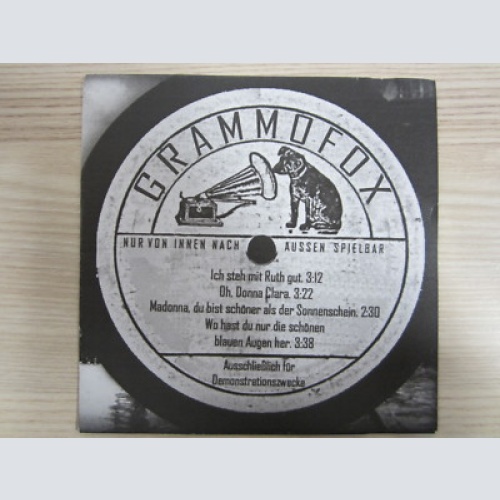 GRAMMOFOX
NUR VON INNEN NACH AUSSEN SPIELBAR
Ich steh mit Ruth gut. 3:12
Oh, Donna Clara. 3:22
Madonna, du bist schöner als der Sonnenschein. 2:30
Wo hast du nur die schönen
blauen Augen her. 3:38
Ausschließlich für
Demonstrationszwecke